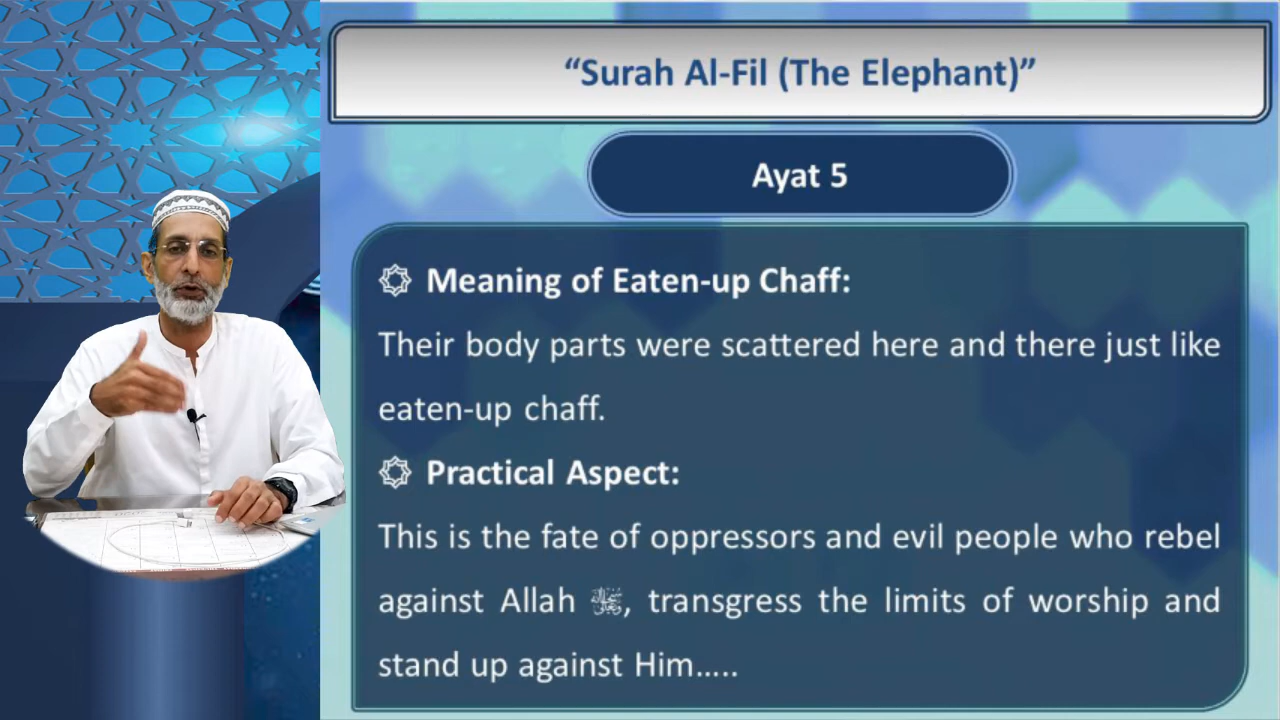 “Surah Al-Fil (The Elephant)”
Ayat 5
Meaning of Eaten-up Chaff:
Their body parts were scattered here and there just like
eaten-up chaff.
Practical Aspect:
This is the fate of oppressors and evil people who rebel
against Allah ﷾, transgress the limits of worship and
stand up against Him.....